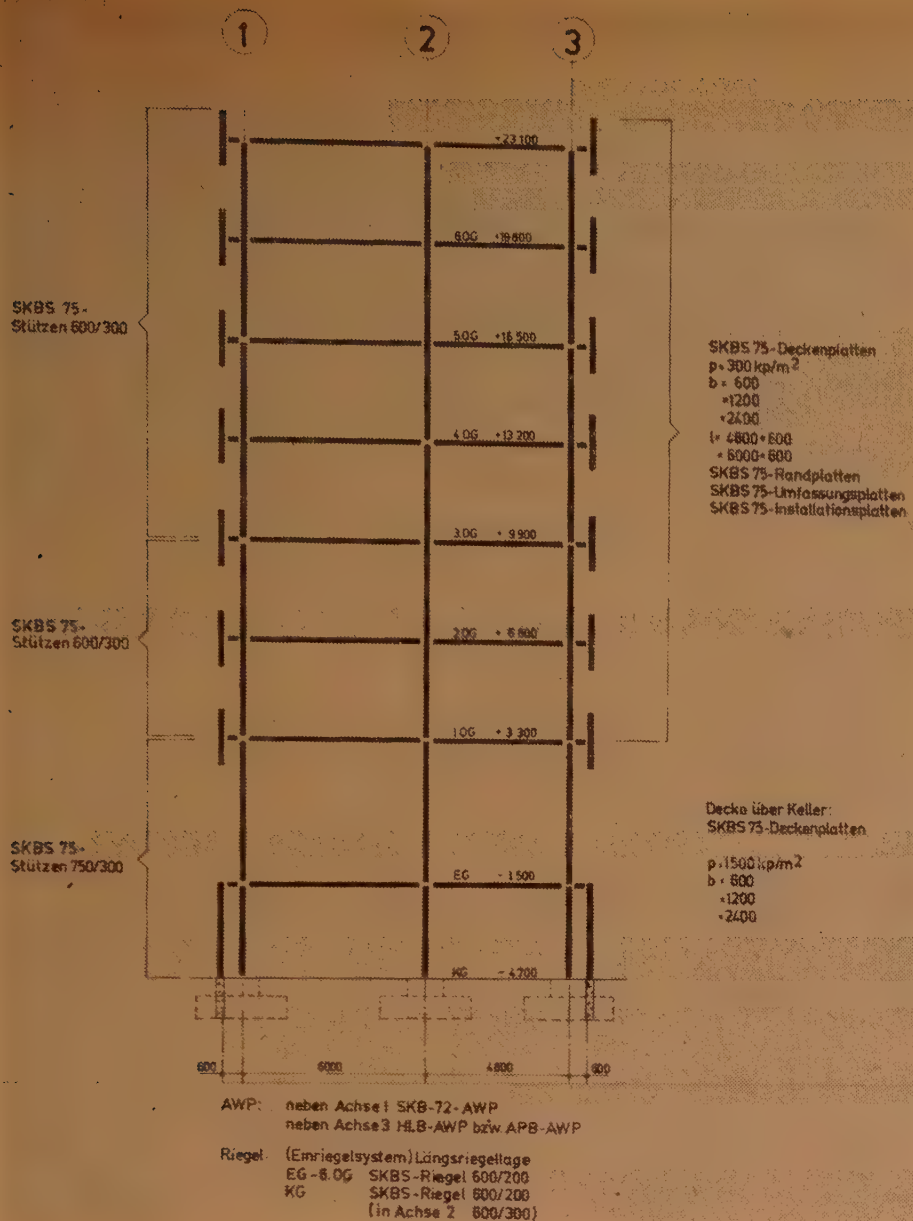 1 2 3
+23 100
6.OG +19 800
SKBS 75-
Stützen 600/300
5.OG +16 500
4.OG +13 200
3.OG + 9 900
SKBS 75-
Stützen 600/300
2.OG + 6 600
1.OG + 3 300
SKBS 75-
Stützen 750/300
EG - 1 500
KG - 4 200
SKBS 75-Deckenplatten
p= 300 kp/m²
b = 600
=1200
=2400
l= 4800+600
= 6000+600
SKBS 75-Randplatten
SKBS 75-Umfassungsplatten
SKBS 75-Installationsplatten
Decke über Keller:
SKBS 75-Deckenplatten
p=1500 kp/m²
b = 600
=1200
=2400
600 6000 4800 600
AWP: neben Achse 1 SKB-72-AWP
neben Achse 3 HLB-AWP bzw. APB-AWP
Riegel (Einriegelsystem) Längsriegellage
EG-6.OG SKBS-Riegel 600/200
KG SKBS-Riegel 600/200
(in Achse 2 600/300)